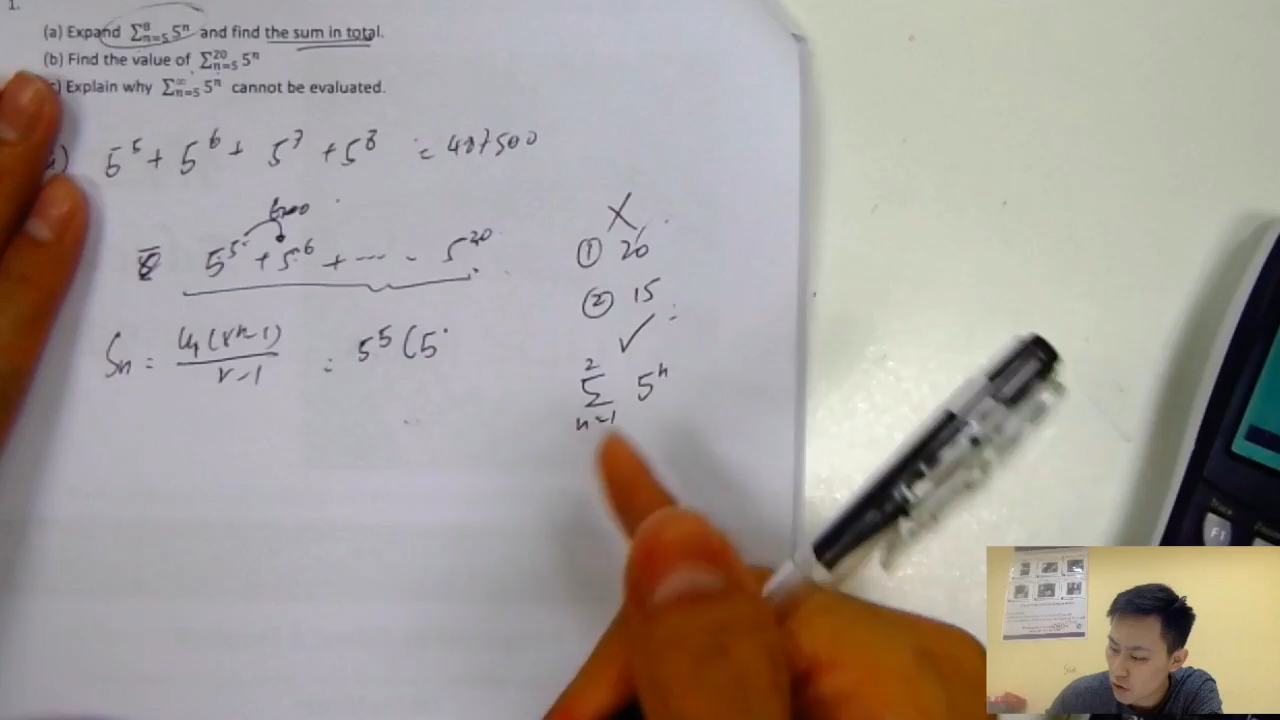 1.
(a) Expand ∑⁸ₙ₌₅ 5ⁿ and find the sum in total.
(b) Find the value of ∑²⁰ₙ₌₅ 5ⁿ
c) Explain why ∑^∞ₙ₌₅ 5ⁿ cannot be evaluated.
) 5⁵ + 5⁶ + 5⁷ + 5⁸ = 487500
5⁵ + 5⁶ + ... . 5²⁰
Sn = u₁(rⁿ-1) / r-1 = 5⁵(5
X
① 20
② 15
✓
2
∑ 5ⁿ
n=1
F1